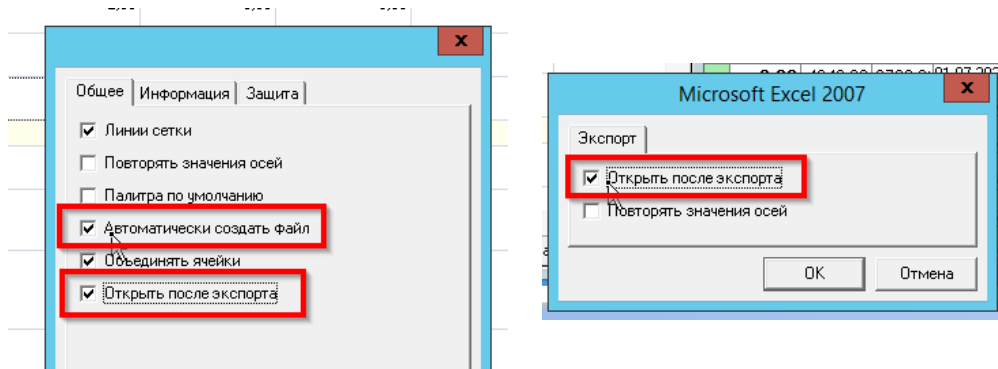 Общее Информация Защита
Линии сетки
Повторять значения осей
Палитра по умолчанию
Автоматически создать файл
Объединять ячейки
Открыть после экспорта
Microsoft Excel 2007
Экспорт
Открыть после экспорта
Повторять значения осей
OK Отмена